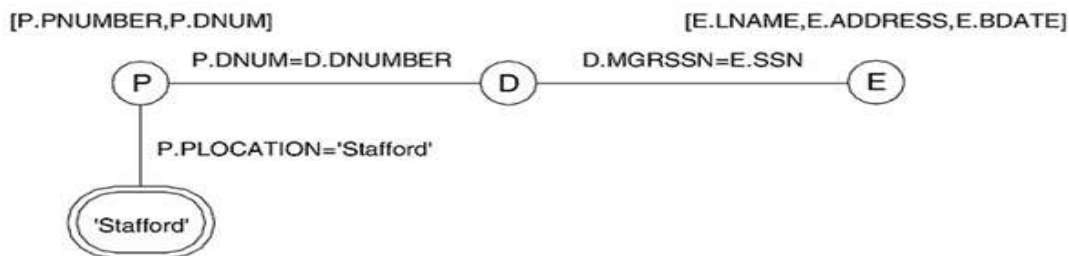 [P.PNUMBER,P.DNUM]
[E.LNAME,E.ADDRESS,E.BDATE]
P.DNUM=D.DNUMBER
D.MGRSSN=E.SSN
P
D
E
P.PLOCATION='Stafford'
'Stafford'